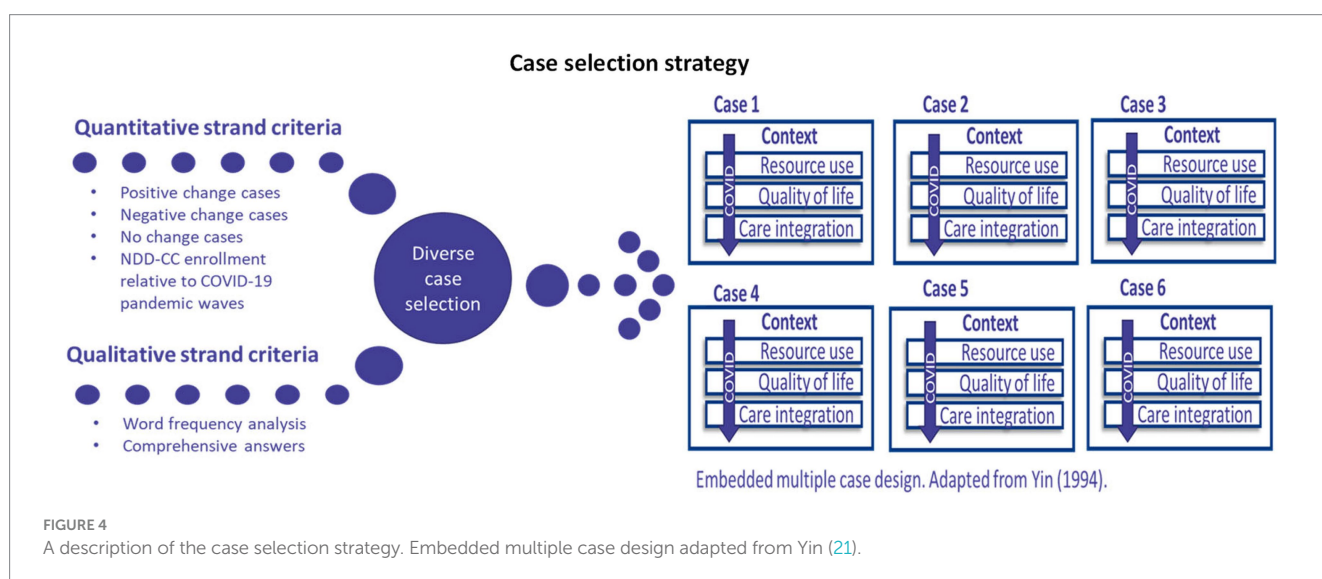 Case selection strategy
Quantitative strand criteria
• Positive change cases
• Negative change cases
• No change cases
• NDD-CC enrollment
relative to COVID-19
pandemic waves
Qualitative strand criteria
• Word frequency analysis
• Comprehensive answers
Diverse
case
selection
Case 1
Context
Resource use
Quality of life
Care integration
COVID
Case 2
Context
Resource use
Quality of life
Care integration
COVID
Case 3
Context
Resource use
Quality of life
Care integration
COVID
Case 4
Context
Resource use
Quality of life
Care integration
COVID
Case 5
Context
Resource use
Quality of life
Care integration
COVID
Case 6
Context
Resource use
Quality of life
Care integration
COVID
Embedded multiple case design. Adapted from Yin (1994).
FIGURE 4
A description of the case selection strategy. Embedded multiple case design adapted from Yin (21).